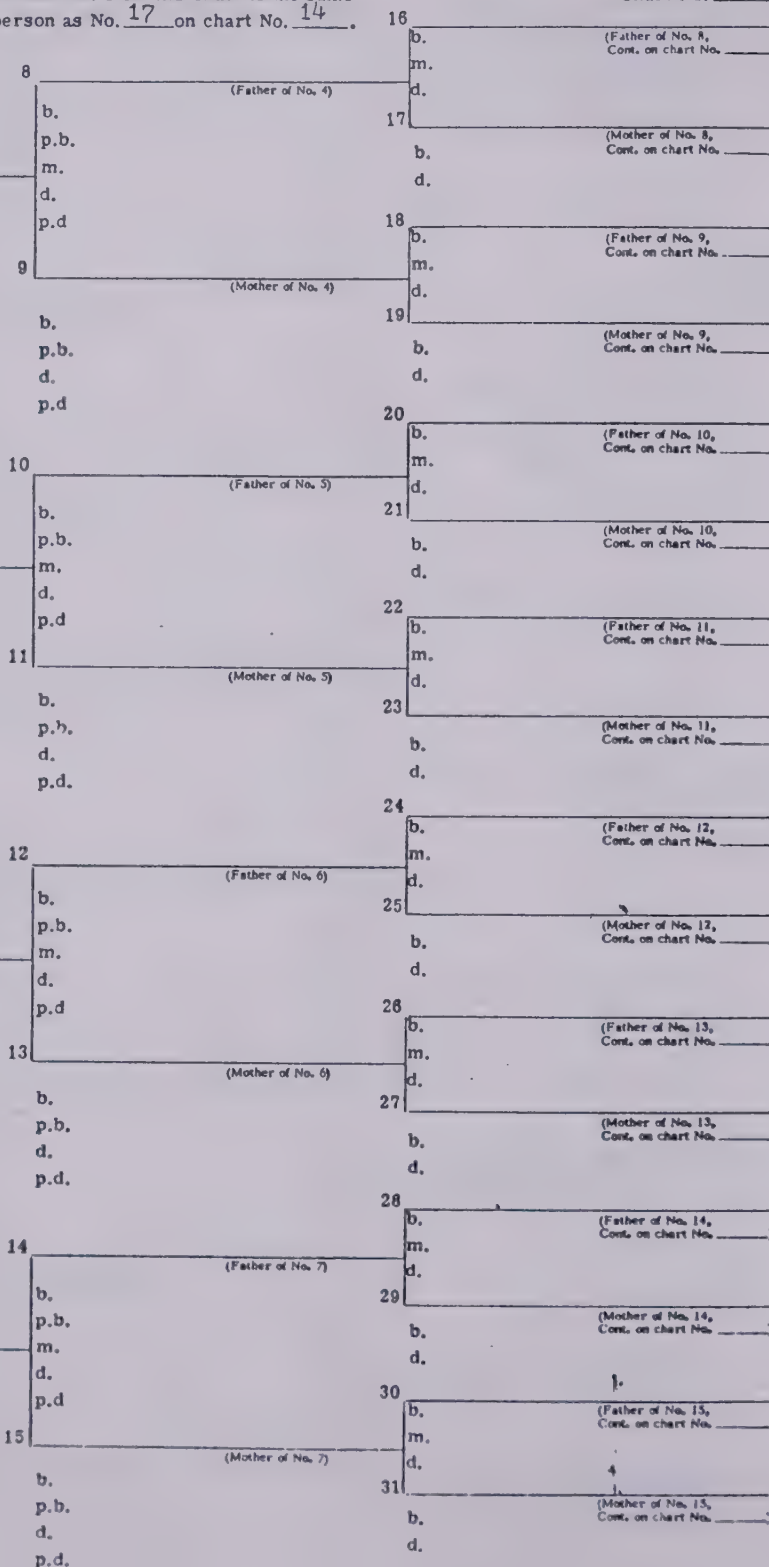 person as No. 17 on chart No. 14.
8
(Father of No. 4)
b.
p.b.
m.
d.
p.d
9
(Mother of No. 4)
b.
p.b.
d.
p.d
10
(Father of No. 5)
b.
p.b.
m.
d.
p.d
11
(Mother of No. 5)
b.
p.b.
d.
p.d.
12
(Father of No. 6)
b.
p.b.
m.
d.
p.d
13
(Mother of No. 6)
b.
p.b.
d.
p.d.
14
(Father of No. 7)
b.
p.b.
m.
d.
p.d
15
(Mother of No. 7)
b.
p.b.
d.
p.d.
16
b. (Father of No. 8,
Cont. on chart No.
m.
d.
17
(Mother of No. 8,
b. Cont. on chart No.
d.
18
b. (Father of No. 9,
Cont. on chart No.
m.
d.
19
(Mother of No. 9,
b. Cont. on chart No.
d.
20
b. (Father of No. 10,
Cont. on chart No.
m.
d.
21
(Mother of No. 10,
b. Cont. on chart No.
d.
22
b. (Father of No. 11,
Cont. on chart No.
m.
d.
23
(Mother of No. 11,
b. Cont. on chart No.
d.
24
b. (Father of No. 12,
Cont. on chart No.
m.
d.
25
(Mother of No. 12,
b. Cont. on chart No.
d.
26
b. (Father of No. 13,
Cont. on chart No.
m.
d.
27
(Mother of No. 13,
b. Cont. on chart No.
d.
28
b. (Father of No. 14,
Cont. on chart No.
m.
d.
29
(Mother of No. 14,
b. Cont. on chart No.
d.
30
b. (Father of No. 15,
Cont. on chart No.
m.
d.
31
(Mother of No. 15,
b. Cont. on chart No.
d.